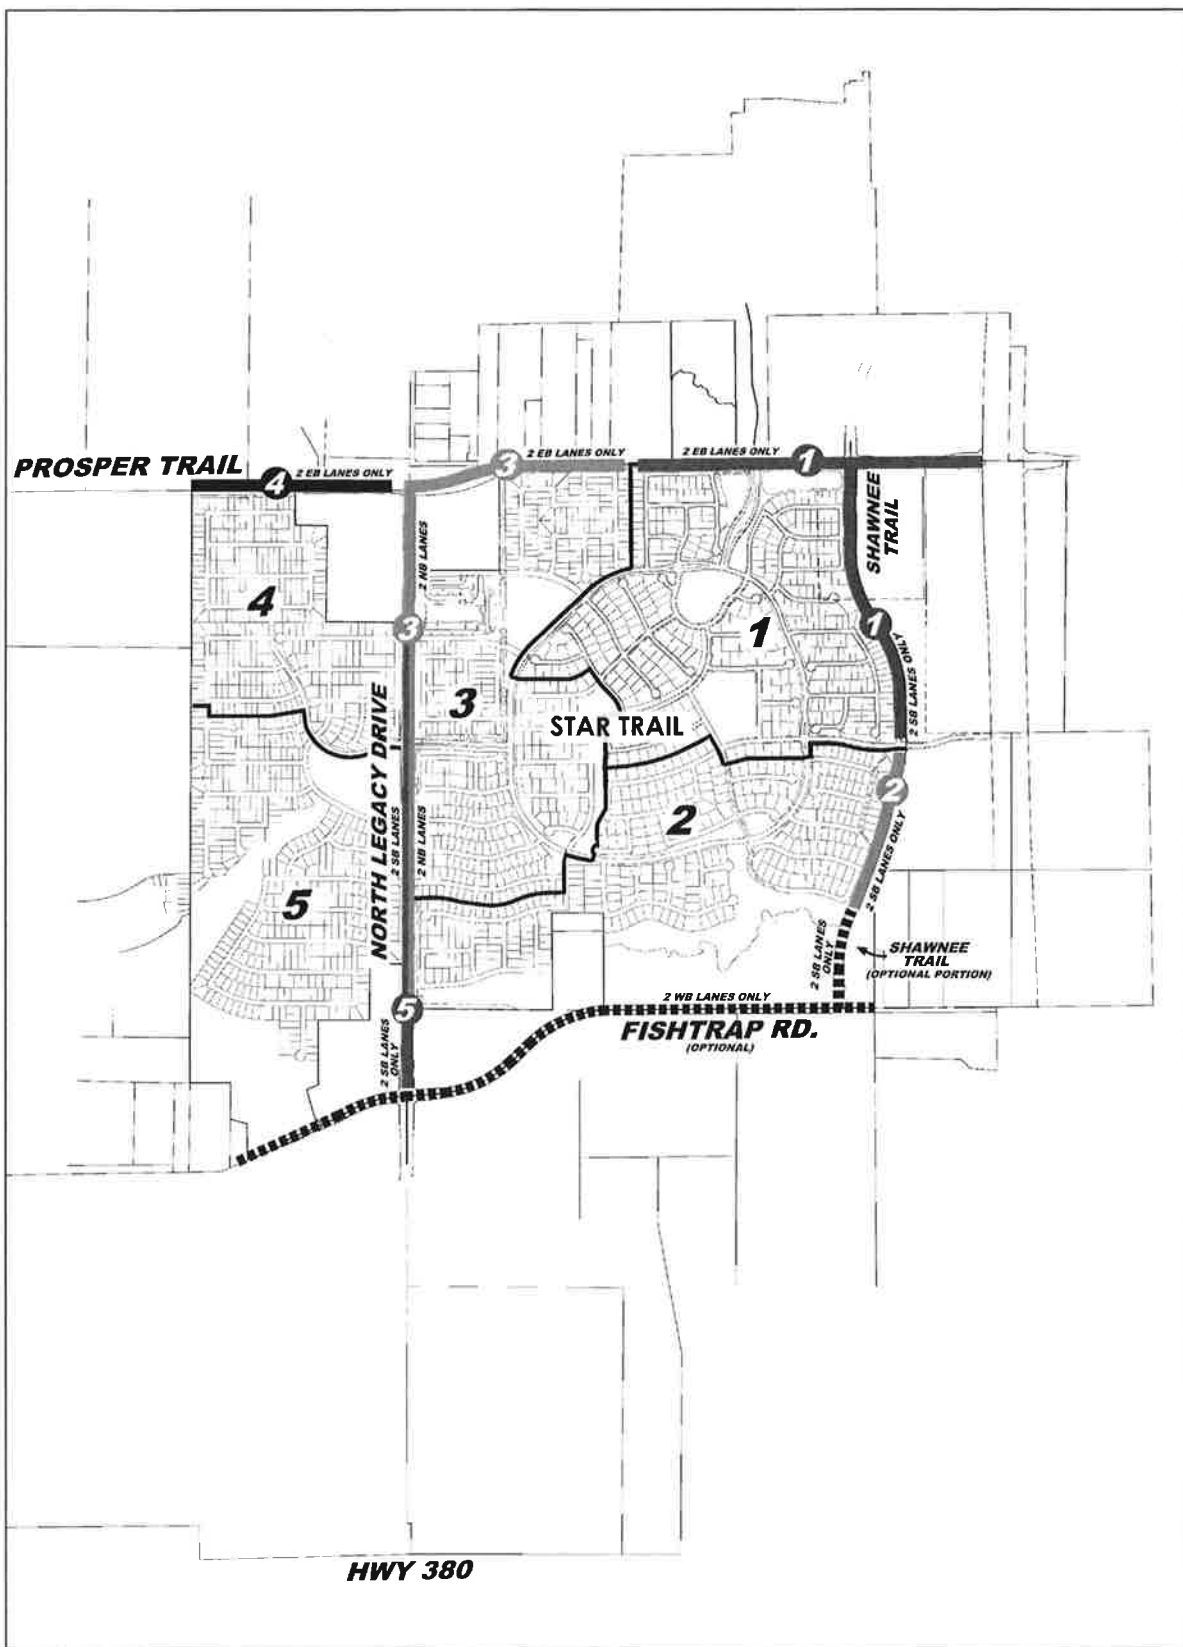 2 EB LANES ONLY
3
2 EB LANES ONLY
1
PROSPER TRAIL
2 EB LANES ONLY
4
2 NB LANES
SHAWNEE
TRAIL
4
3
1
1
2 SB LANES ONLY
3
STAR TRAIL
NORTH LEGACY DRIVE
2 SB LANES
2 NB LANES
2
2
2 SB LANES ONLY
5
2 SB LANES
ONLY
SHAWNEE
TRAIL
(OPTIONAL PORTION)
2 WB LANES ONLY
5
FISHTRAP RD.
(OPTIONAL)
2 SB LANES
ONLY
HWY 380